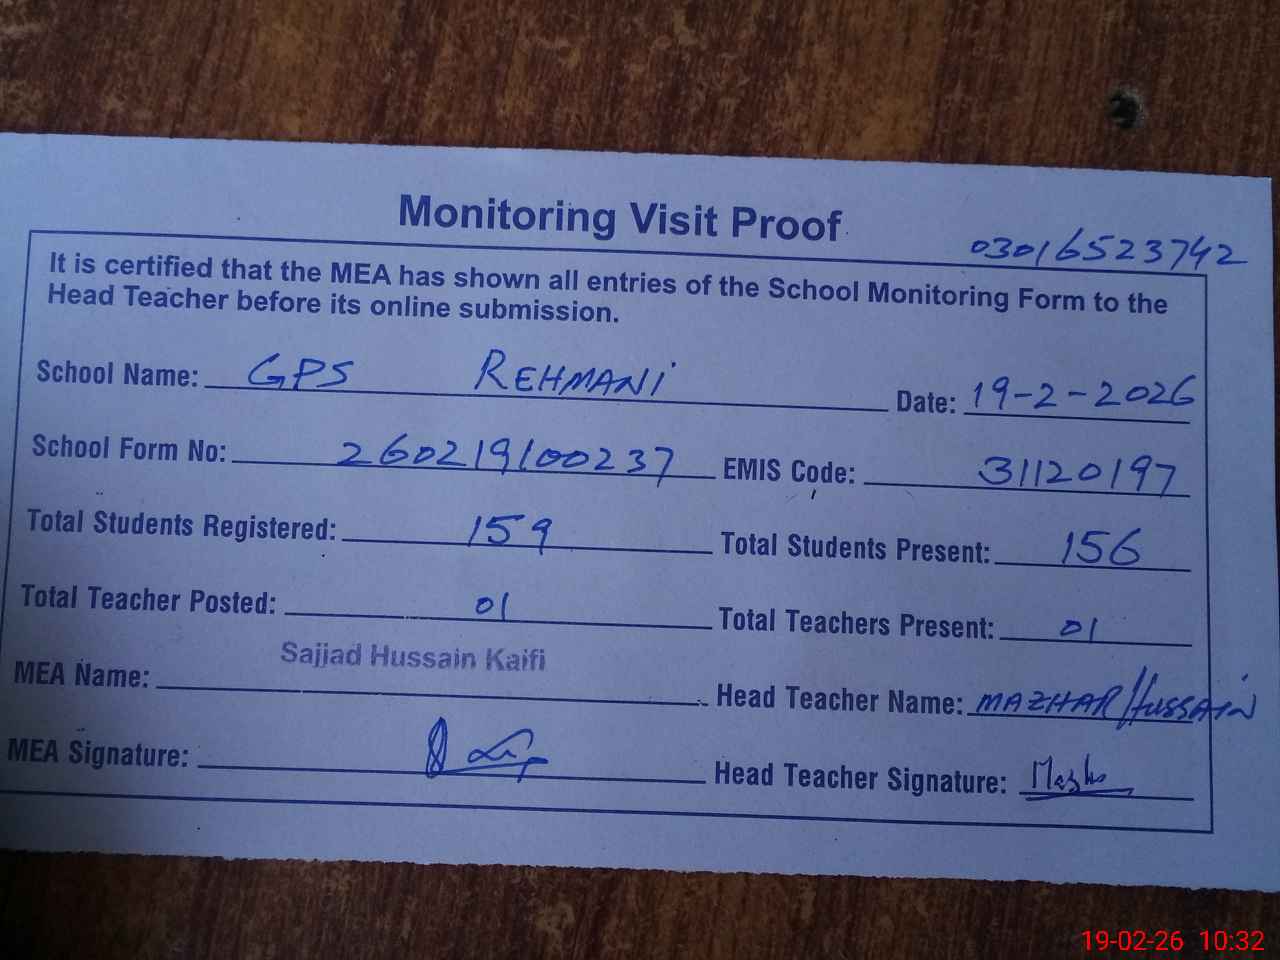 Monitoring Visit Proof
03016523742
It is certified that the MEA has shown all entries of the School Monitoring Form to the
Head Teacher before its online submission.
School Name: GPS REHMANI Date: 19-2-2026
School Form No: 260219100237 EMIS Code: 31120197
Total Students Registered: 159 Total Students Present: 156
Total Teacher Posted: 01 Total Teachers Present: 01
MEA Name: Sajjad Hussain Kaifi Head Teacher Name: MAZHAR HUSSAIN
MEA Signature: Head Teacher Signature:
19-02-26 10:32